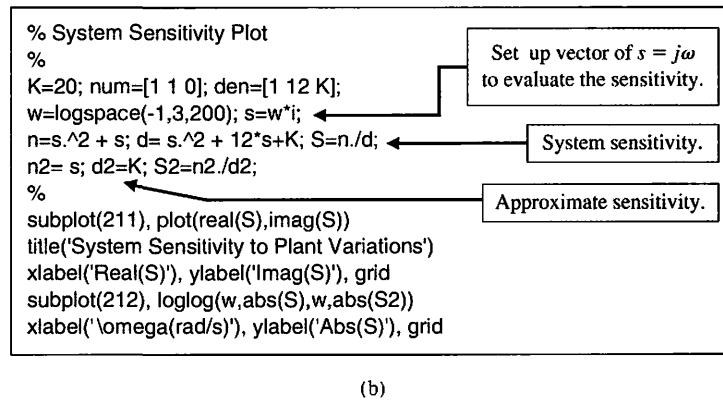 % System Sensitivity Plot
%
K=20; num=[1 1 0]; den=[1 12 K];
w=logspace(-1,3,200); s=w*i;
n=s.^2 + s; d= s.^2 + 12*s+K; S=n./d;
n2= s; d2=K; S2=n2./d2;
%
subplot(211), plot(real(S),imag(S))
title('System Sensitivity to Plant Variations')
xlabel('Real(S)'), ylabel('Imag(S)'), grid
subplot(212), loglog(w,abs(S),w,abs(S2))
xlabel('\omega(rad/s)'), ylabel('Abs(S)'), grid
Set up vector of s = jω
to evaluate the sensitivity.
System sensitivity.
Approximate sensitivity.
(b)